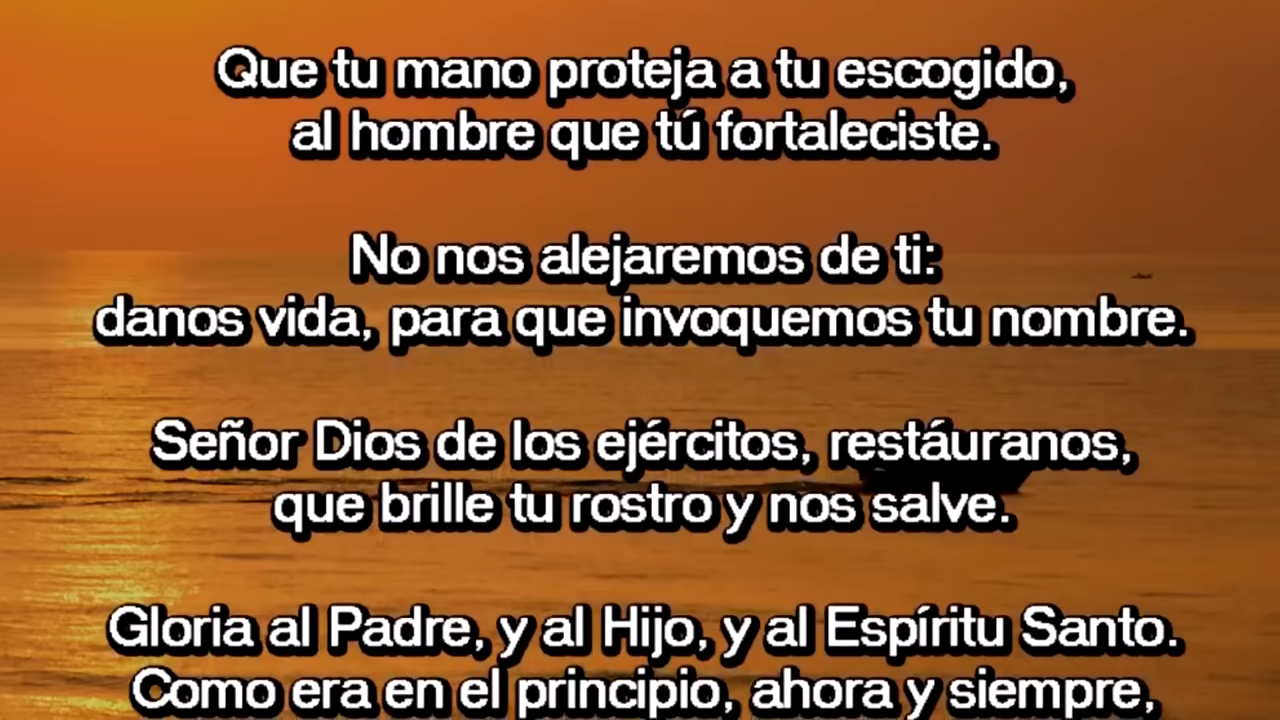 Que tu mano proteja a tu escogido,
al hombre que tú fortaleciste.
No nos alejaremos de ti:
danos vida, para que invoquemos tu nombre.
Señor Dios de los ejércitos, restáuranos,
que brille tu rostro y nos salve.
Gloria al Padre, y al Hijo, y al Espíritu Santo.
Como era en el principio, ahora y siempre,